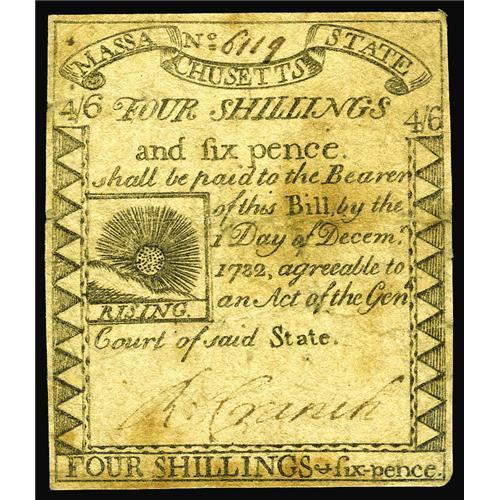 MASSA Nº 6119 STATE
CHUSETTS
4/6 FOUR SHILLINGS 4/6
and ſix pence.
shall be paid to the Bearer
of this Bill, by the
1 Day of Decem.r
1782, agreeable to
an Act of the Gen.l
RISING.
Court of said State.
R. Cranch
FOUR SHILLINGS & ſix-pence.